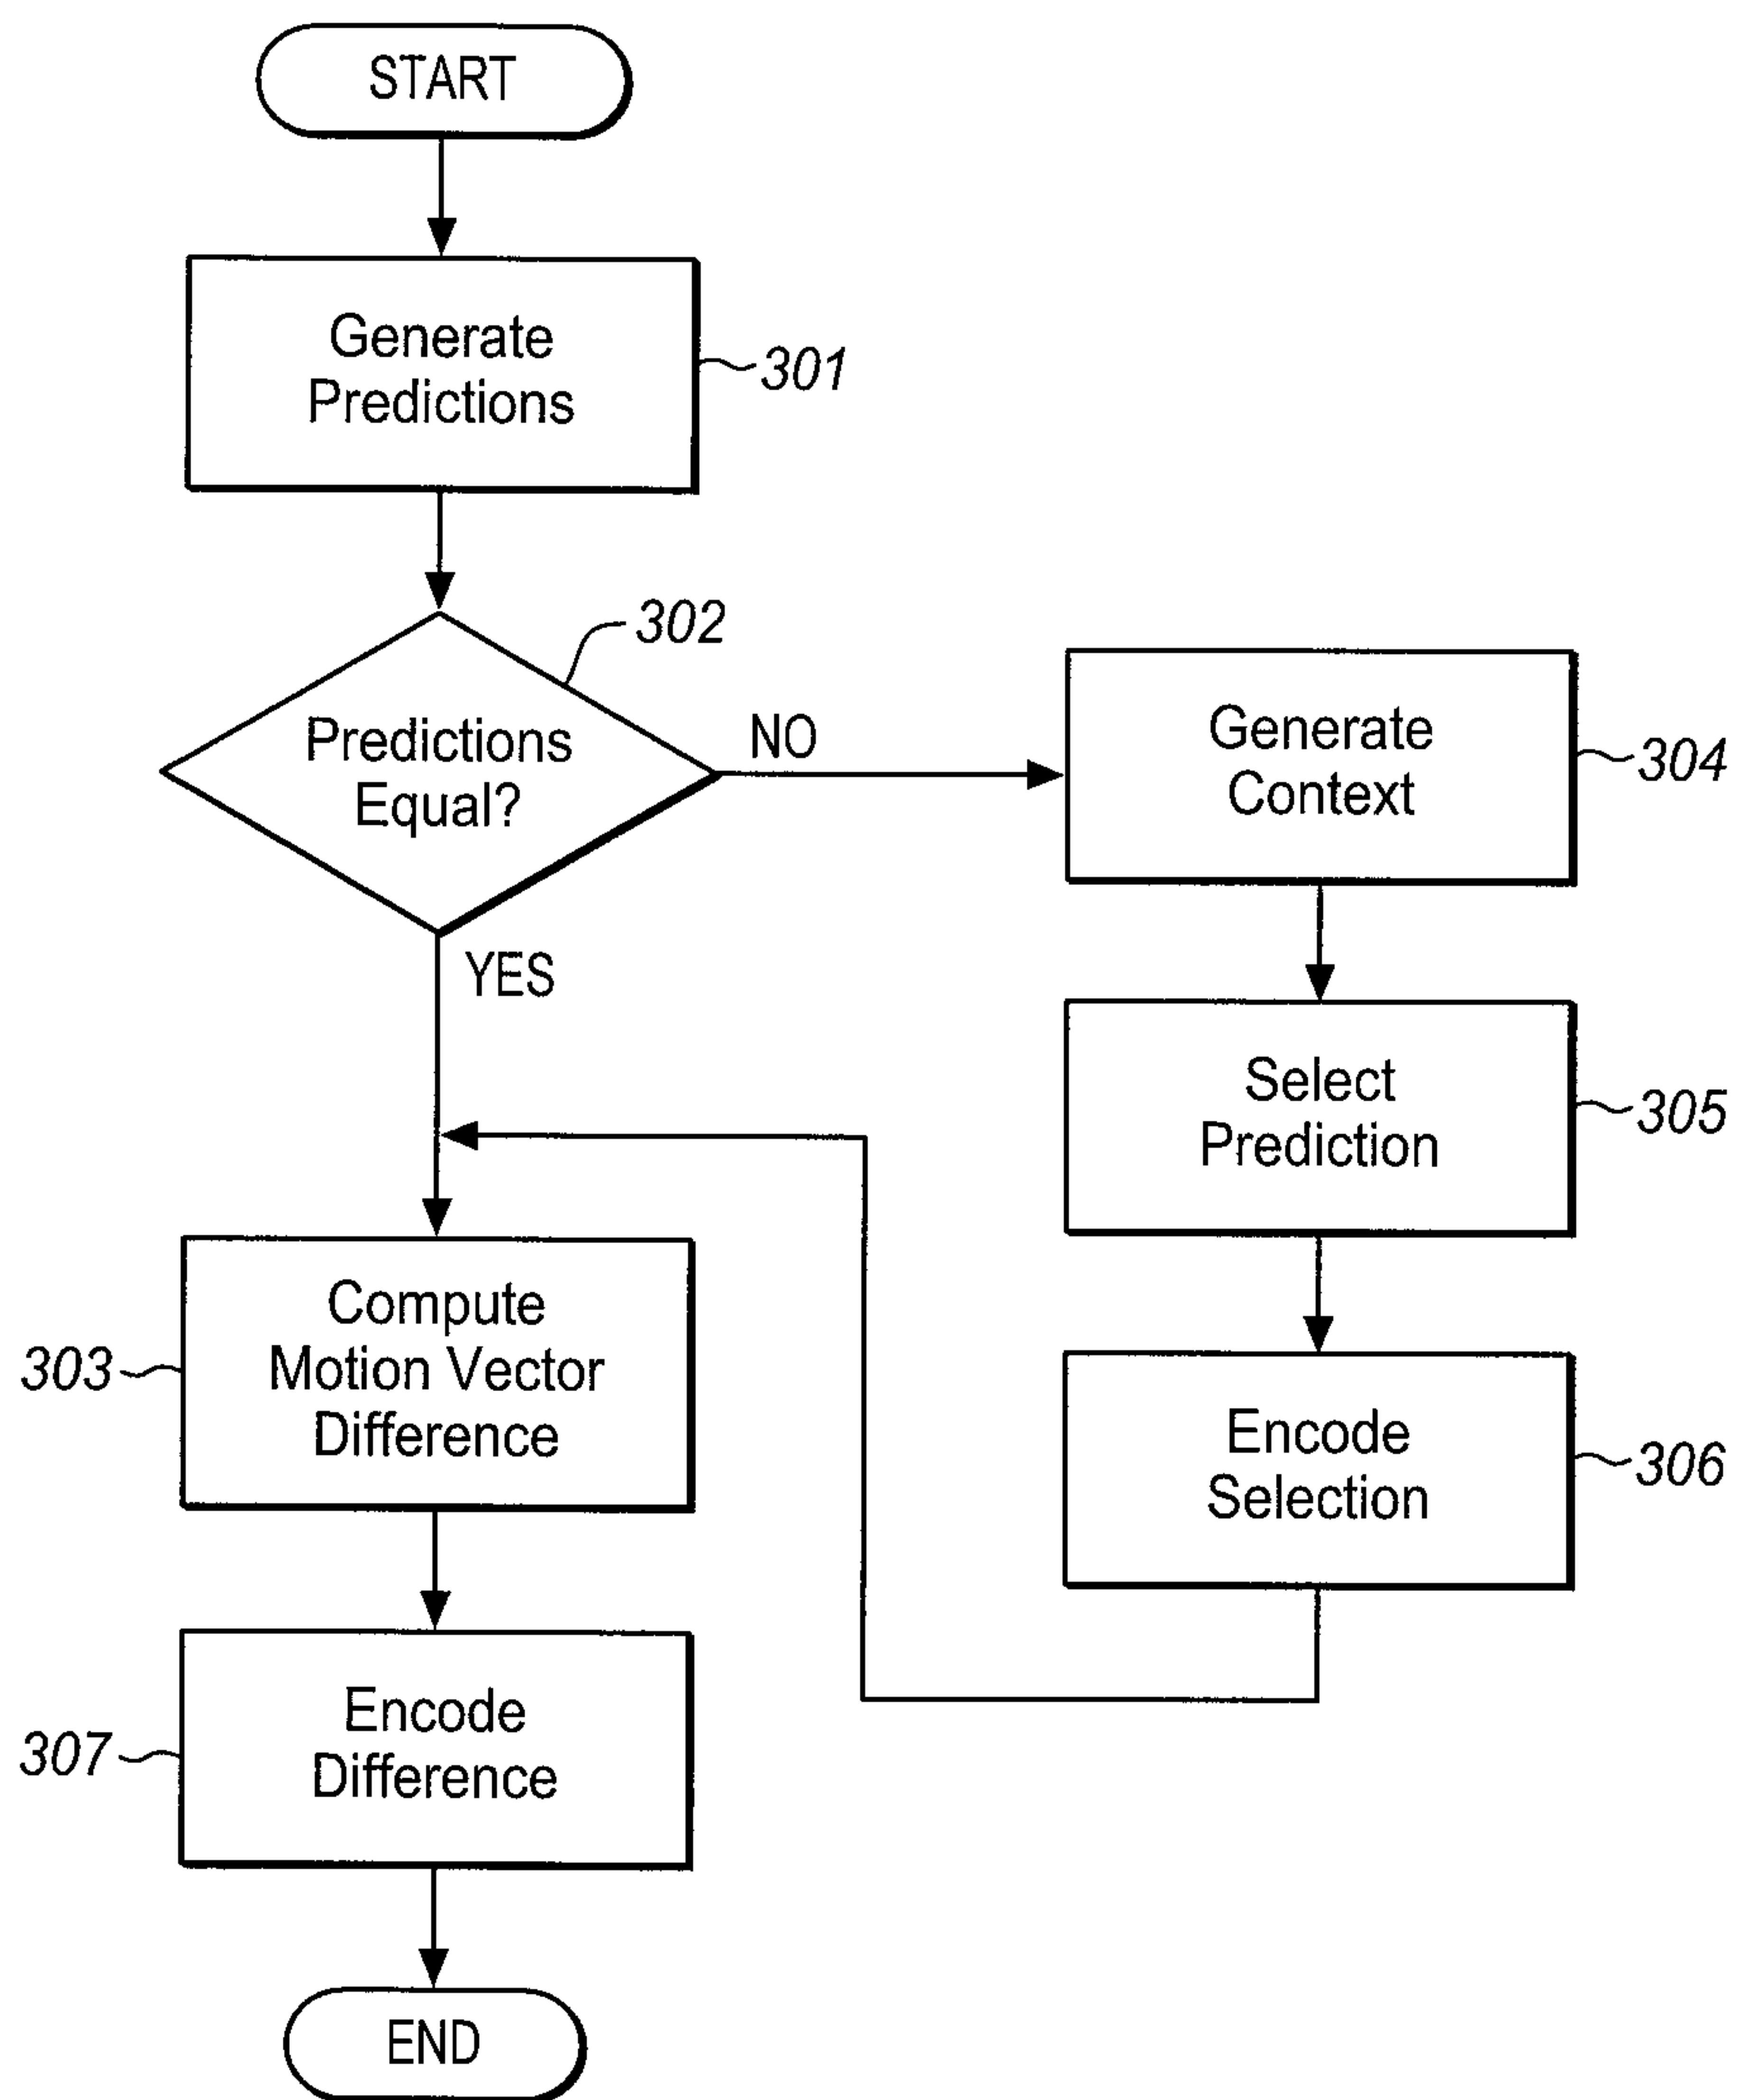 START
Generate
Predictions
301
302
Predictions
Equal?
NO
YES
Generate
Context
304
Select
Prediction
305
Encode
Selection
306
Compute
Motion Vector
Difference
303
Encode
Difference
307
END